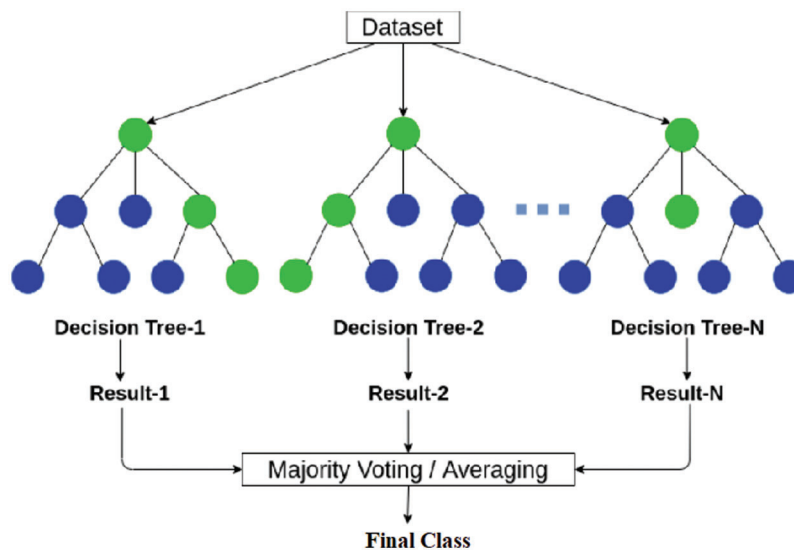 Dataset
Decision Tree-1
Decision Tree-2
Decision Tree-N
Result-1
Result-2
Result-N
Majority Voting / Averaging
Final Class